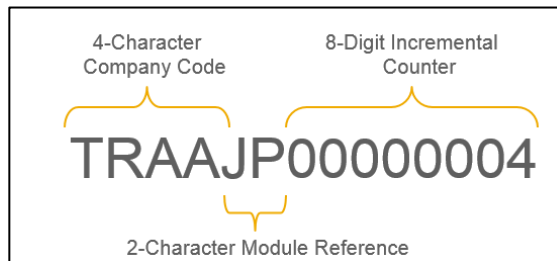 4-Character
Company Code
8-Digit Incremental
Counter
TRAAJP00000004
2-Character Module Reference